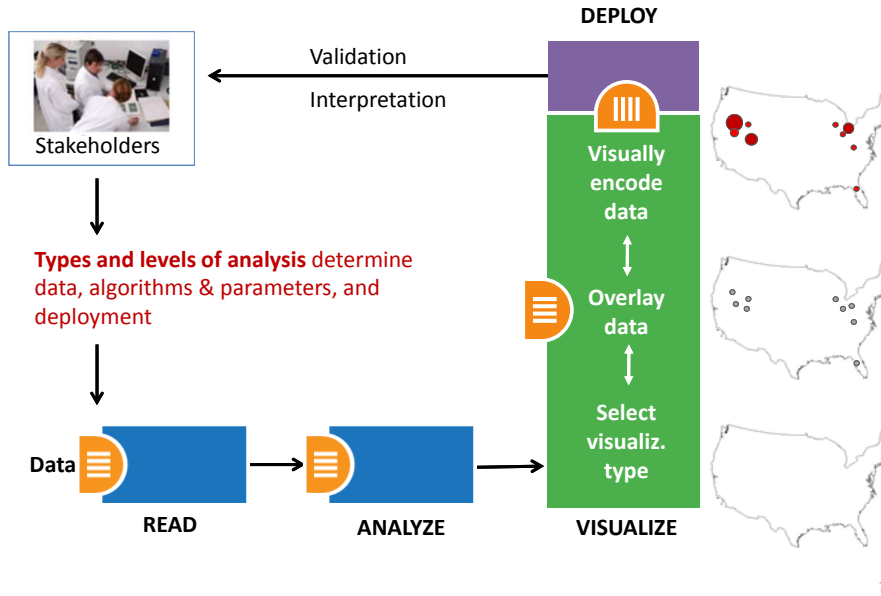 DEPLOY
Validation
Interpretation
Stakeholders
Visually
encode
data
Types and levels of analysis determine
data, algorithms & parameters, and
deployment
Overlay
data
Select
visualiz.
type
Data
READ
ANALYZE
VISUALIZE